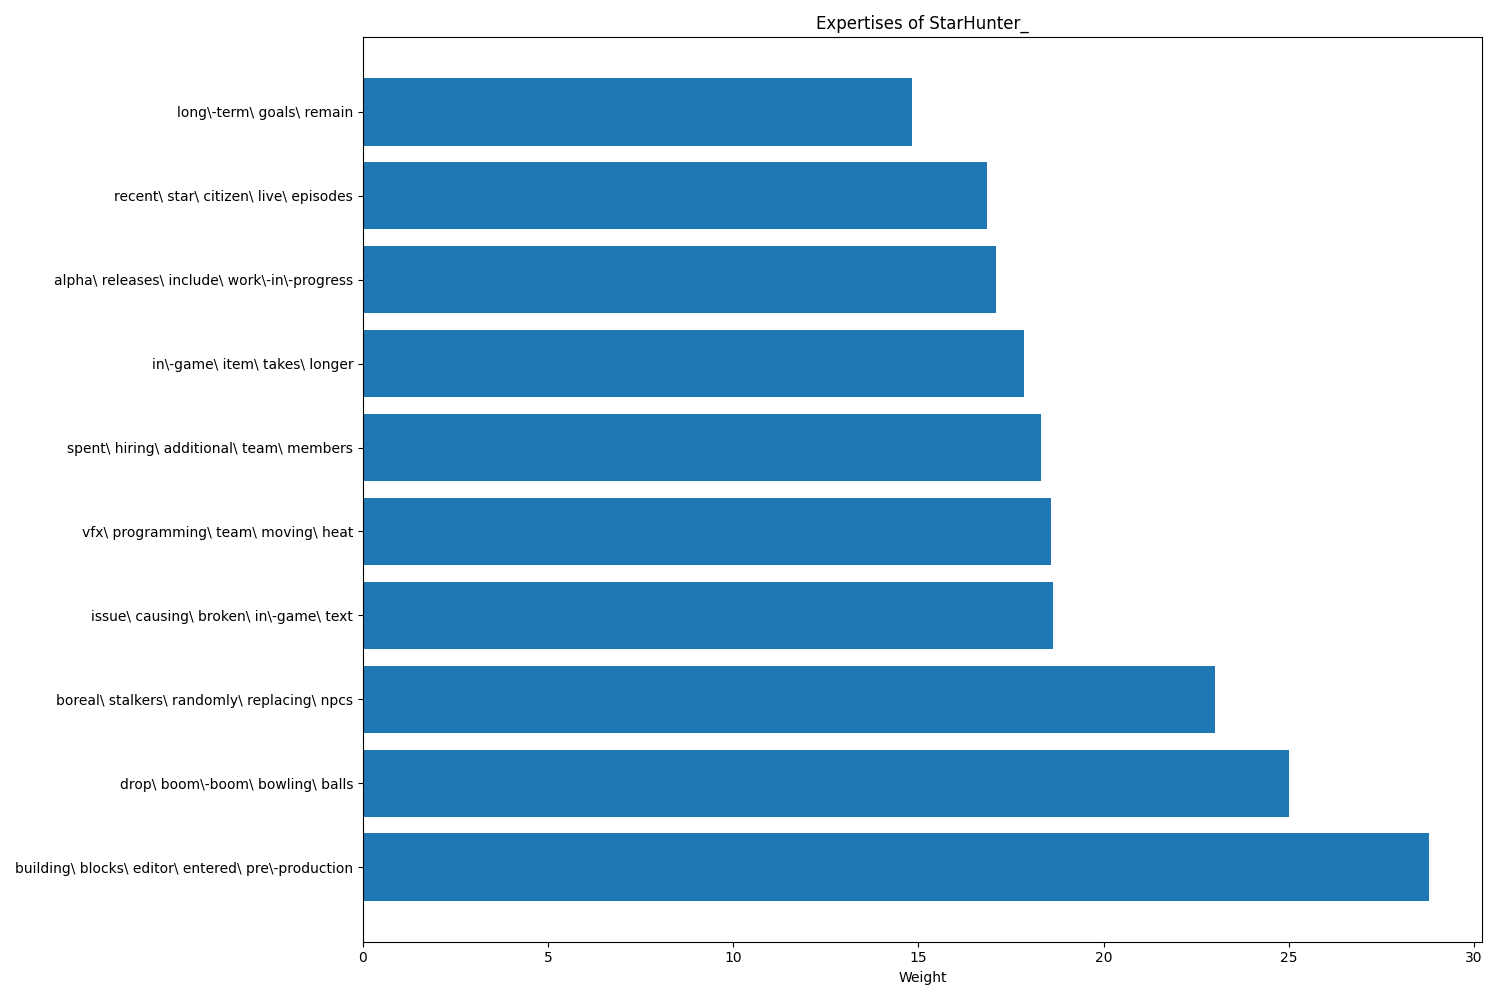 Expertises of StarHunter_
long\-term\ goals\ remain
recent\ star\ citizen\ live\ episodes
alpha\ releases\ include\ work\-in\-progress
in\-game\ item\ takes\ longer
spent\ hiring\ additional\ team\ members
vfx\ programming\ team\ moving\ heat
issue\ causing\ broken\ in\-game\ text
boreal\ stalkers\ randomly\ replacing\ npcs
drop\ boom\-boom\ bowling\ balls
building\ blocks\ editor\ entered\ pre\-production
0 5 10 15 20 25 30
Weight